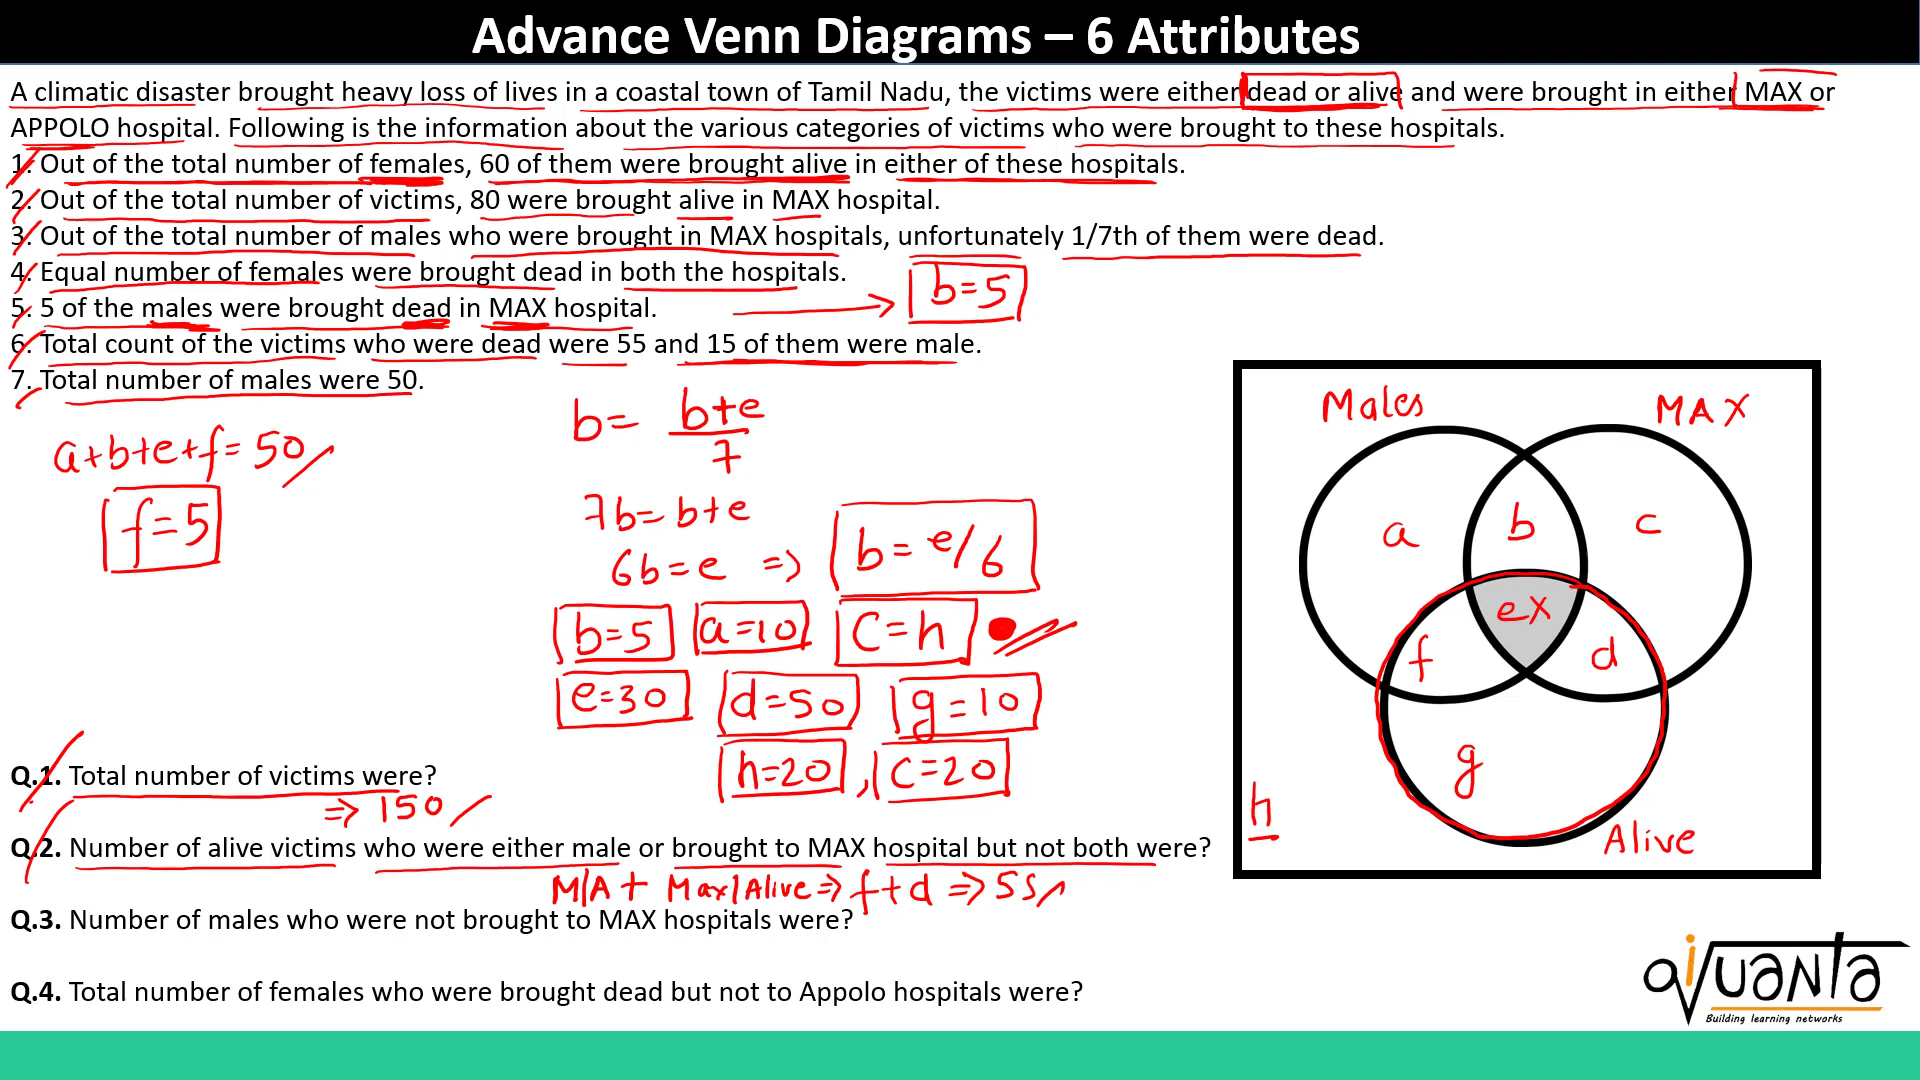 Advance Venn Diagrams – 6 Attributes
A climatic disaster brought heavy loss of lives in a coastal town of Tamil Nadu, the victims were either dead or alive and were brought in either MAX or
APPOLO hospital. Following is the information about the various categories of victims who were brought to these hospitals.
1. Out of the total number of females, 60 of them were brought alive in either of these hospitals.
2. Out of the total number of victims, 80 were brought alive in MAX hospital.
3. Out of the total number of males who were brought in MAX hospitals, unfortunately 1/7th of them were dead.
4. Equal number of females were brought dead in both the hospitals.
5. 5 of the males were brought dead in MAX hospital.
b=5
6. Total count of the victims who were dead were 55 and 15 of them were male.
7. Total number of males were 50.
a+b+e+f=50
f=5
b= b+e
7
7b=b+e
6b=e => b= e/6
b=5 a=10 C=h
e=30 d=50 g=10
h=20, c=20
Males MAX
a b c
ex
f d
g
h
Alive
Q.1. Total number of victims were?
=> 150
Q.2. Number of alive victims who were either male or brought to MAX hospital but not both were?
M/A + Max/Alive => f+d => 55
Q.3. Number of males who were not brought to MAX hospitals were?
Q.4. Total number of females who were brought dead but not to Appolo hospitals were?
iQuanta
Building learning networks